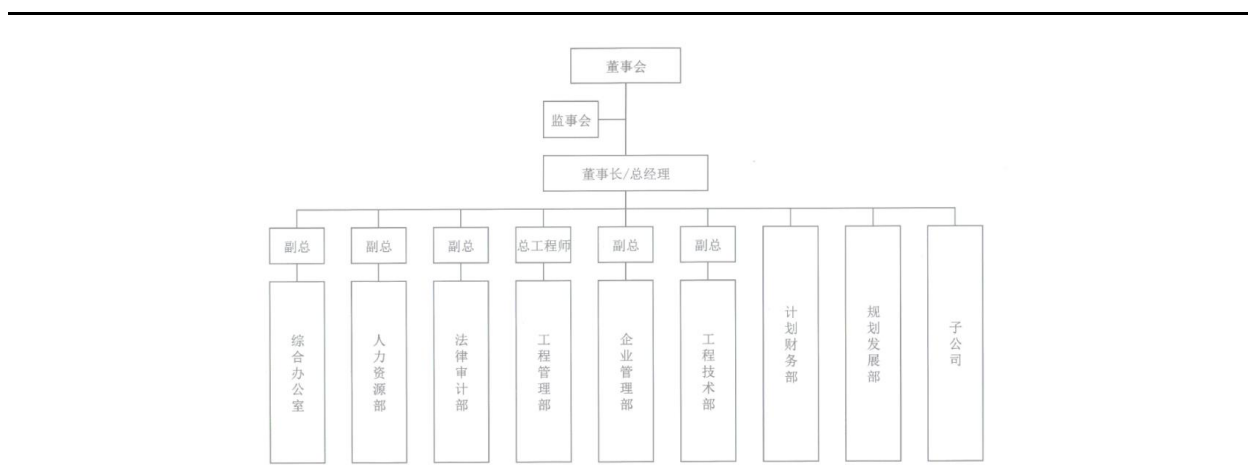 董事会
监事会
董事长/总经理
副总
副总
副总
总工程师
副总
副总
综合办公室
人力资源部
法律审计部
工程管理部
企业管理部
工程技术部
计划财务部
规划发展部
子公司